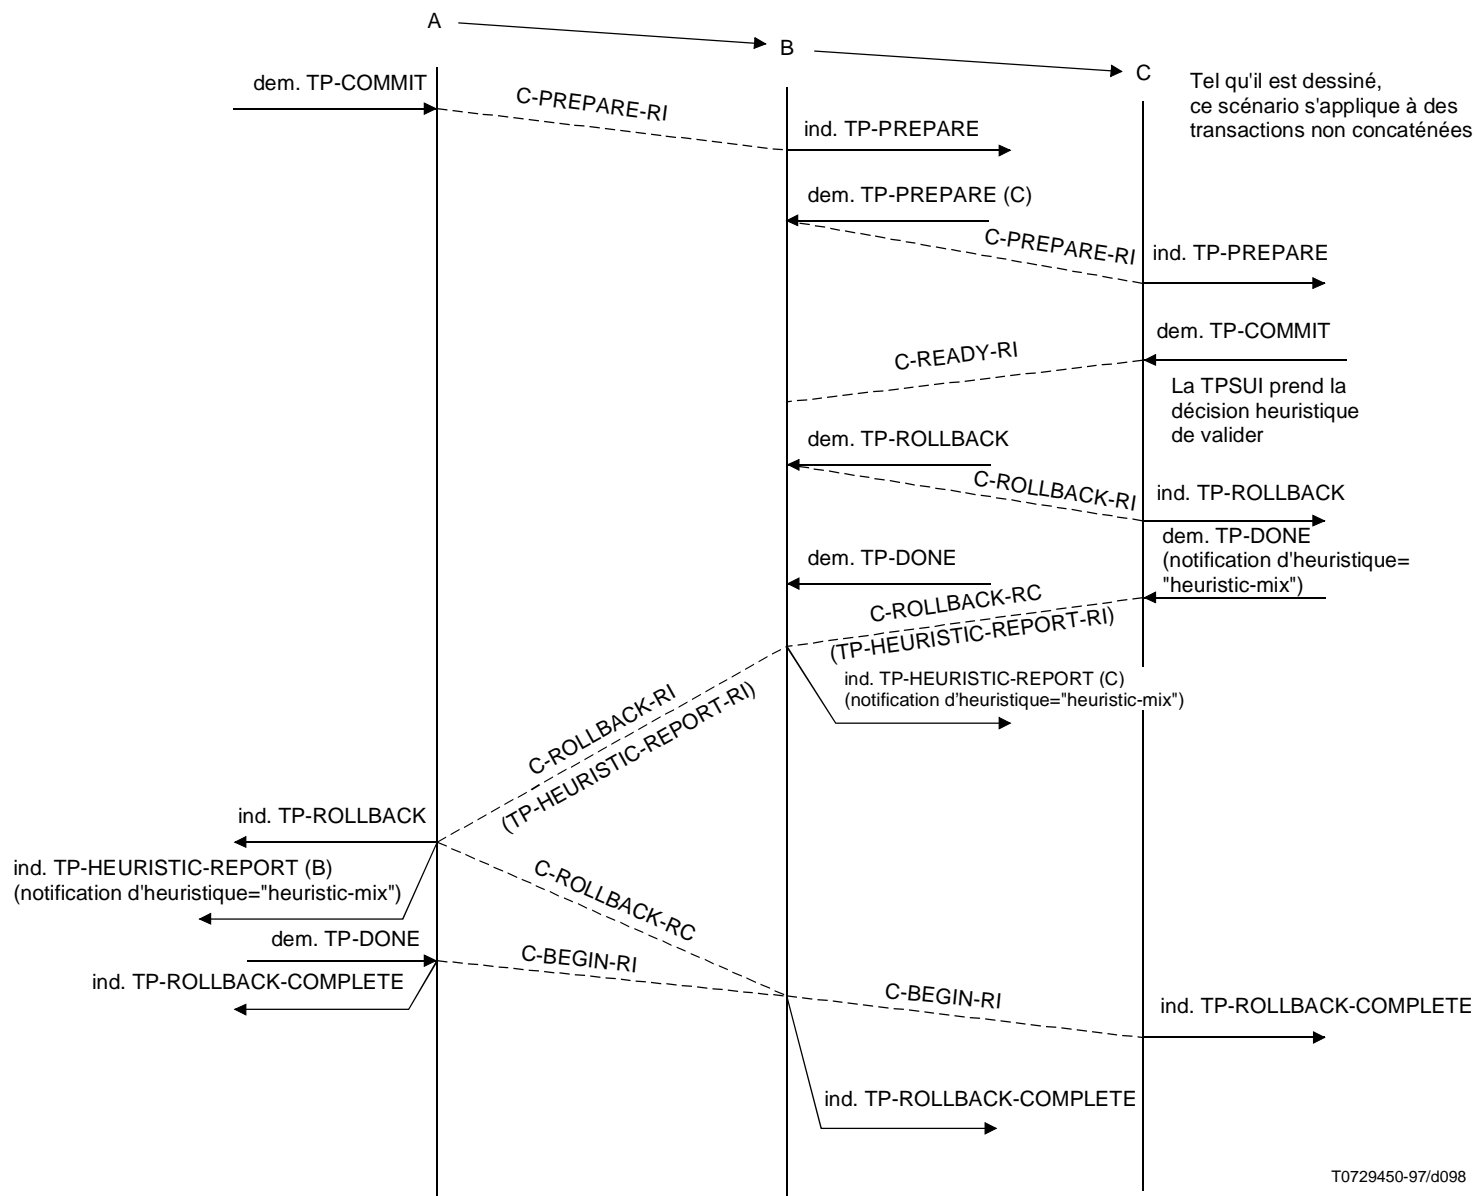 A
B
C
Tel qu'il est dessiné,
ce scénario s'applique à des
transactions non concaténées
dem. TP-COMMIT
C-PREPARE-RI
ind. TP-PREPARE
dem. TP-PREPARE (C)
C-PREPARE-RI
ind. TP-PREPARE
dem. TP-COMMIT
C-READY-RI
La TPSUI prend la
décision heuristique
de valider
dem. TP-ROLLBACK
C-ROLLBACK-RI
ind. TP-ROLLBACK
dem. TP-DONE
(notification d'heuristique=
"heuristic-mix")
dem. TP-DONE
C-ROLLBACK-RC
(TP-HEURISTIC-REPORT-RI)
ind. TP-HEURISTIC-REPORT (C)
(notification d'heuristique="heuristic-mix")
C-ROLLBACK-RI
(TP-HEURISTIC-REPORT-RI)
ind. TP-ROLLBACK
ind. TP-HEURISTIC-REPORT (B)
(notification d'heuristique="heuristic-mix")
C-ROLLBACK-RC
dem. TP-DONE
C-BEGIN-RI
ind. TP-ROLLBACK-COMPLETE
C-BEGIN-RI
ind. TP-ROLLBACK-COMPLETE
ind. TP-ROLLBACK-COMPLETE
T0729450-97/d098